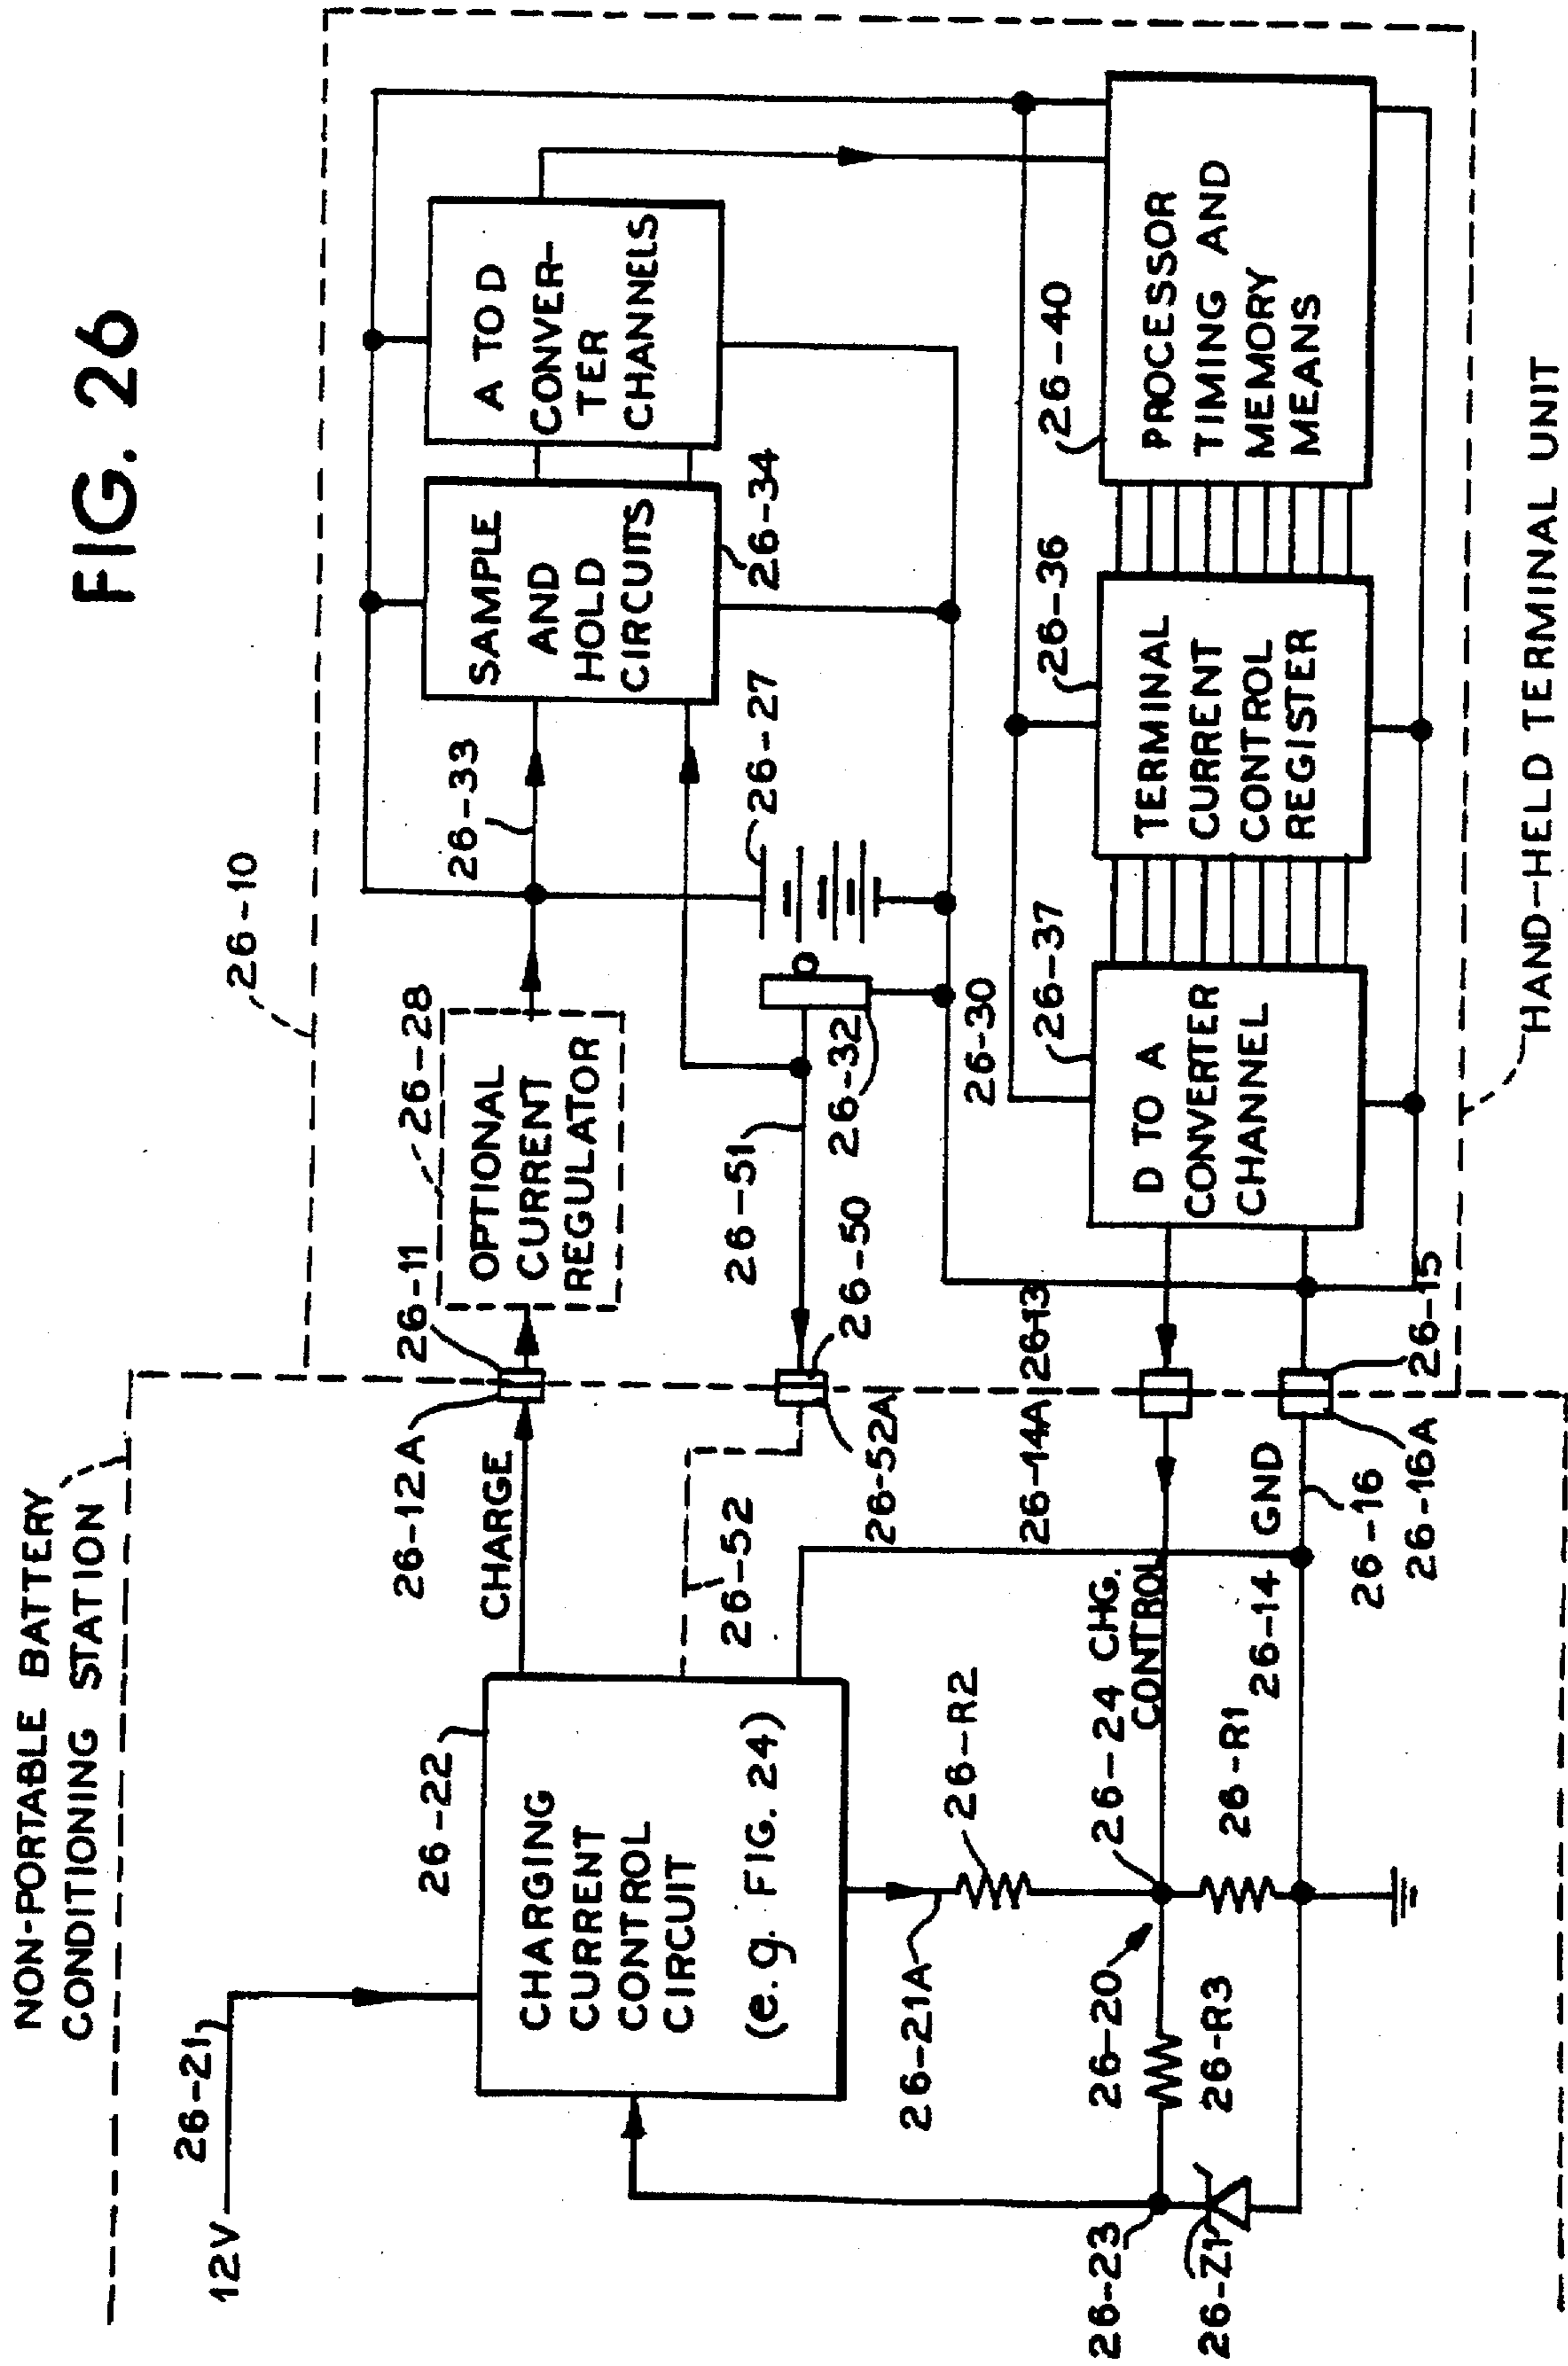 FIG. 26
NON-PORTABLE BATTERY
CONDITIONING STATION
26-10
26-21
12V
26-22
CHARGING
CURRENT
CONTROL
CIRCUIT
(e.g. FIG. 24)
CHARGE
26-12A
26-11
26-28
OPTIONAL
CURRENT
REGULATOR
26-33
SAMPLE
AND
HOLD
CIRCUITS
26-34
A TO D
CONVER-
TER
CHANNELS
26-27
26-51
26-32
26-50
26-52A
26-52
26-30
26-21A
26-R2
26-20
26-24
CHG.
CONTROL
26-14A
26-13
26-37
D TO A
CONVERTER
CHANNEL
26-36
TERMINAL
CURRENT
CONTROL
REGISTER
26-40
PROCESSOR
TIMING AND
MEMORY
MEANS
26-23
26-Z1
26-R3
26-R1
26-14
GND
26-16
26-16A
26-15
HAND-HELD TERMINAL UNIT